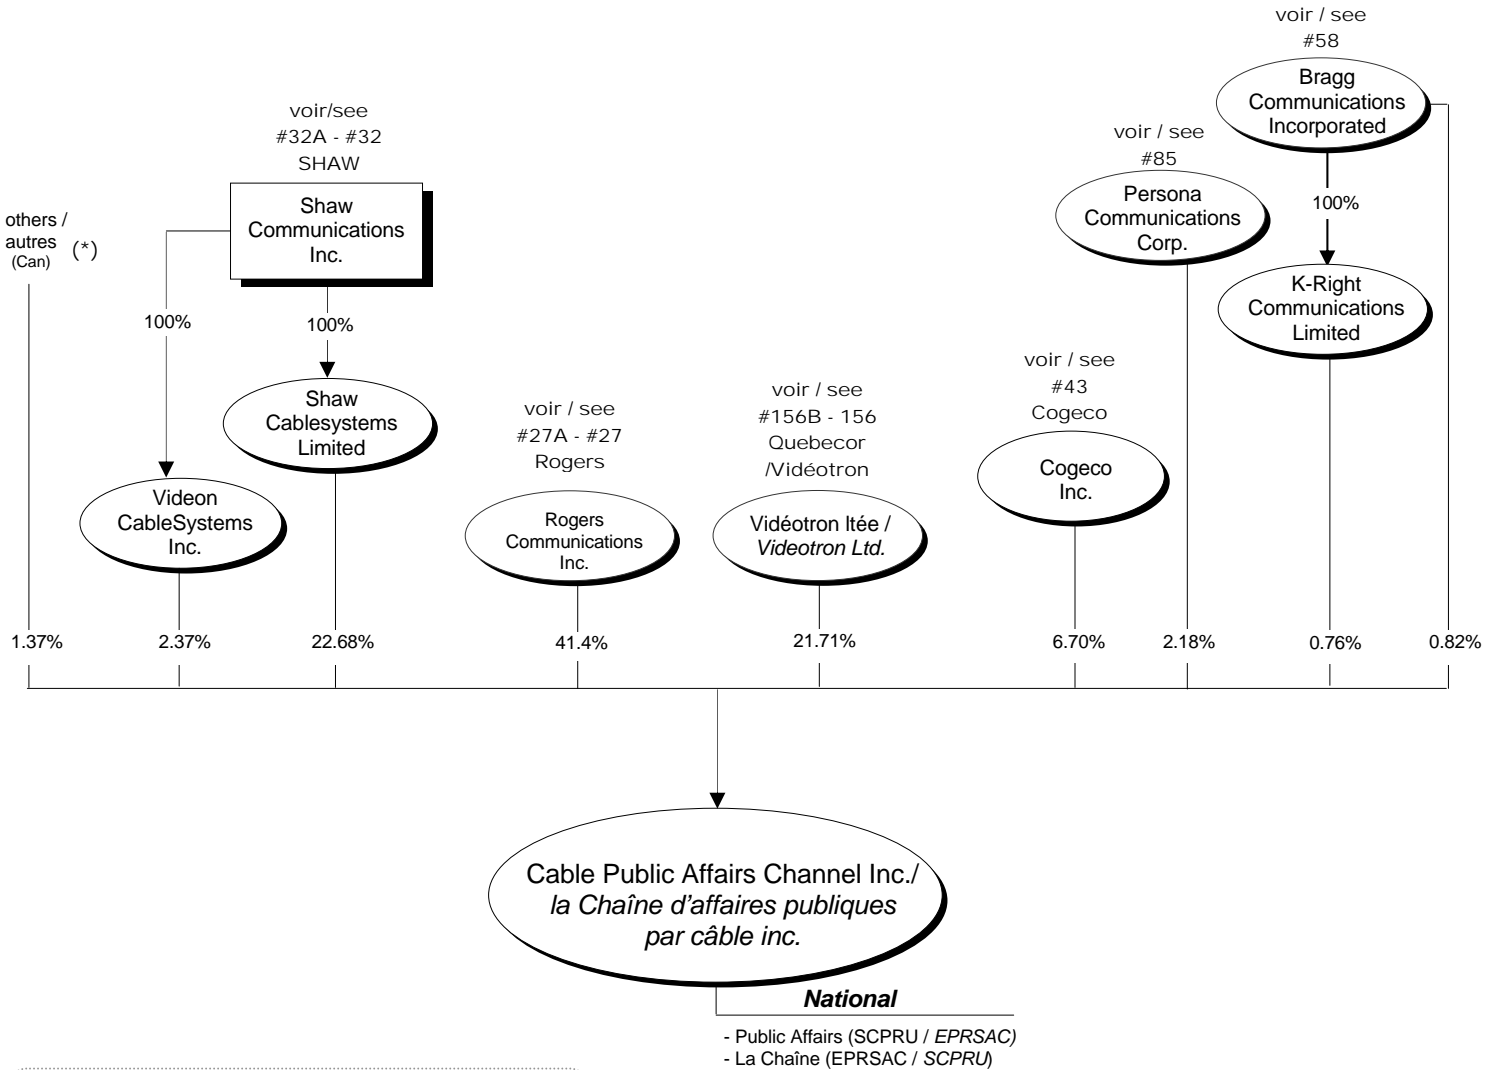 voir / see
#58
Bragg
Communications
Incorporated
voir/see
#32A - #32
SHAW
Shaw
Communications
Inc.
voir / see
#85
Persona
Communications
Corp.
100%
others /
autres (*)
(Can)
K-Right
Communications
Limited
100%
100%
Shaw
Cablesystems
Limited
voir / see
#43
Cogeco
voir / see
#27A - #27
Rogers
voir / see
#156B - 156
Quebecor
/Vidéotron
Cogeco
Inc.
Videon
CableSystems
Inc.
Rogers
Communications
Inc.
Vidéotron ltée /
Videotron Ltd.
1.37% 2.37% 22.68% 41.4% 21.71% 6.70% 2.18% 0.76% 0.82%
Cable Public Affairs Channel Inc./
la Chaîne d’affaires publiques
par câble inc.
National
- Public Affairs (SCPRU / EPRSAC)
- La Chaîne (EPRSAC / SCPRU)